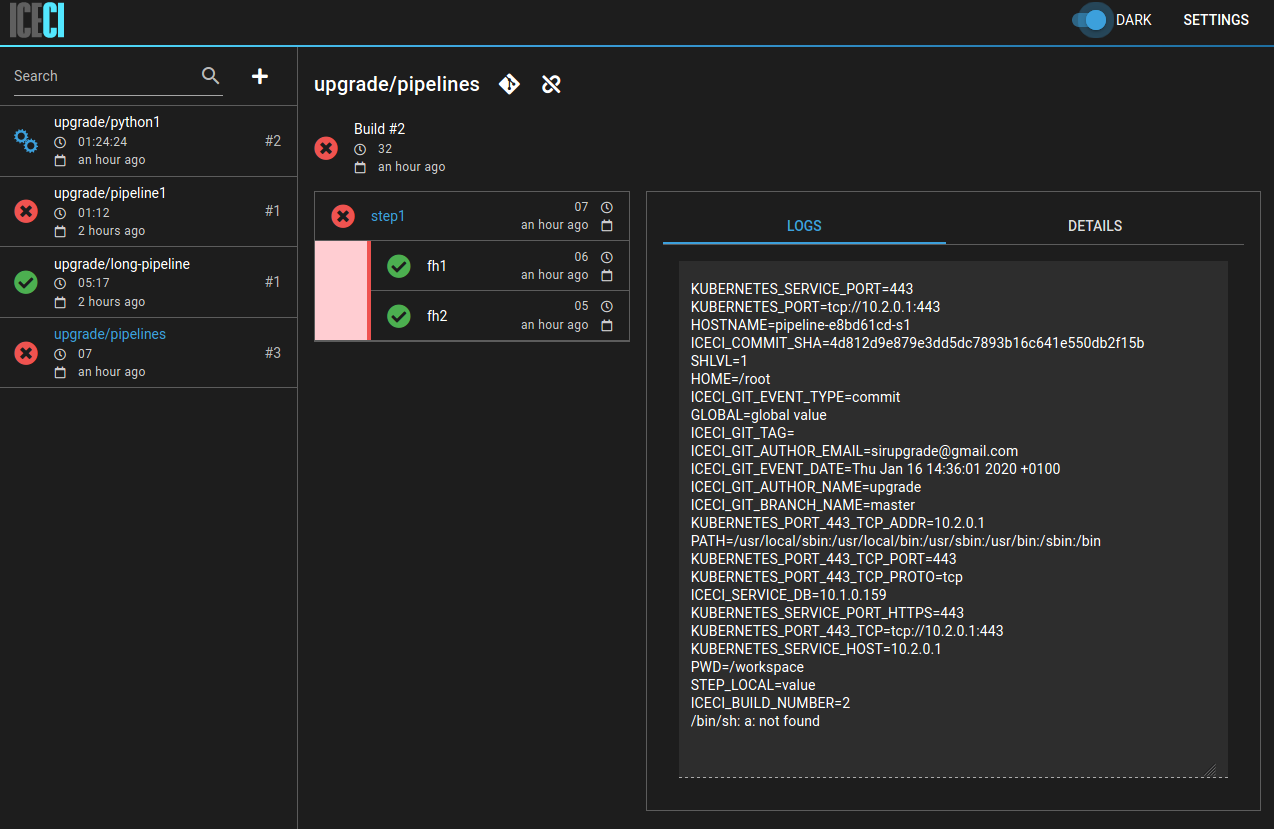 ICECI
DARK
SETTINGS
Search
upgrade/python1
01:24:24
an hour ago
#2
upgrade/pipeline1
01:12
2 hours ago
#1
upgrade/long-pipeline
05:17
2 hours ago
#1
upgrade/pipelines
07
an hour ago
#3
upgrade/pipelines
Build #2
32
an hour ago
step1
07
an hour ago
fh1
06
an hour ago
fh2
05
an hour ago
LOGS
DETAILS
KUBERNETES_SERVICE_PORT=443
KUBERNETES_PORT=tcp://10.2.0.1:443
HOSTNAME=pipeline-e8bd61cd-s1
ICECI_COMMIT_SHA=4d812d9e879e3dd5dc7893b16c641e550db2f15b
SHLVL=1
HOME=/root
ICECI_GIT_EVENT_TYPE=commit
GLOBAL=global value
ICECI_GIT_TAG=
ICECI_GIT_AUTHOR_EMAIL=sirupgrade@gmail.com
ICECI_GIT_EVENT_DATE=Thu Jan 16 14:36:01 2020 +0100
ICECI_GIT_AUTHOR_NAME=upgrade
ICECI_GIT_BRANCH_NAME=master
KUBERNETES_PORT_443_TCP_ADDR=10.2.0.1
PATH=/usr/local/sbin:/usr/local/bin:/usr/sbin:/usr/bin:/sbin:/bin
KUBERNETES_PORT_443_TCP_PORT=443
KUBERNETES_PORT_443_TCP_PROTO=tcp
ICECI_SERVICE_DB=10.1.0.159
KUBERNETES_SERVICE_PORT_HTTPS=443
KUBERNETES_PORT_443_TCP=tcp://10.2.0.1:443
KUBERNETES_SERVICE_HOST=10.2.0.1
PWD=/workspace
STEP_LOCAL=value
ICECI_BUILD_NUMBER=2
/bin/sh: a: not found